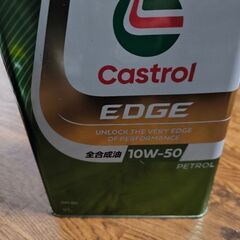 Castrol
EDGE
UNLOCK THE VERY EDGE
OF PERFORMANCE
全合成油 10W-50
PETROL